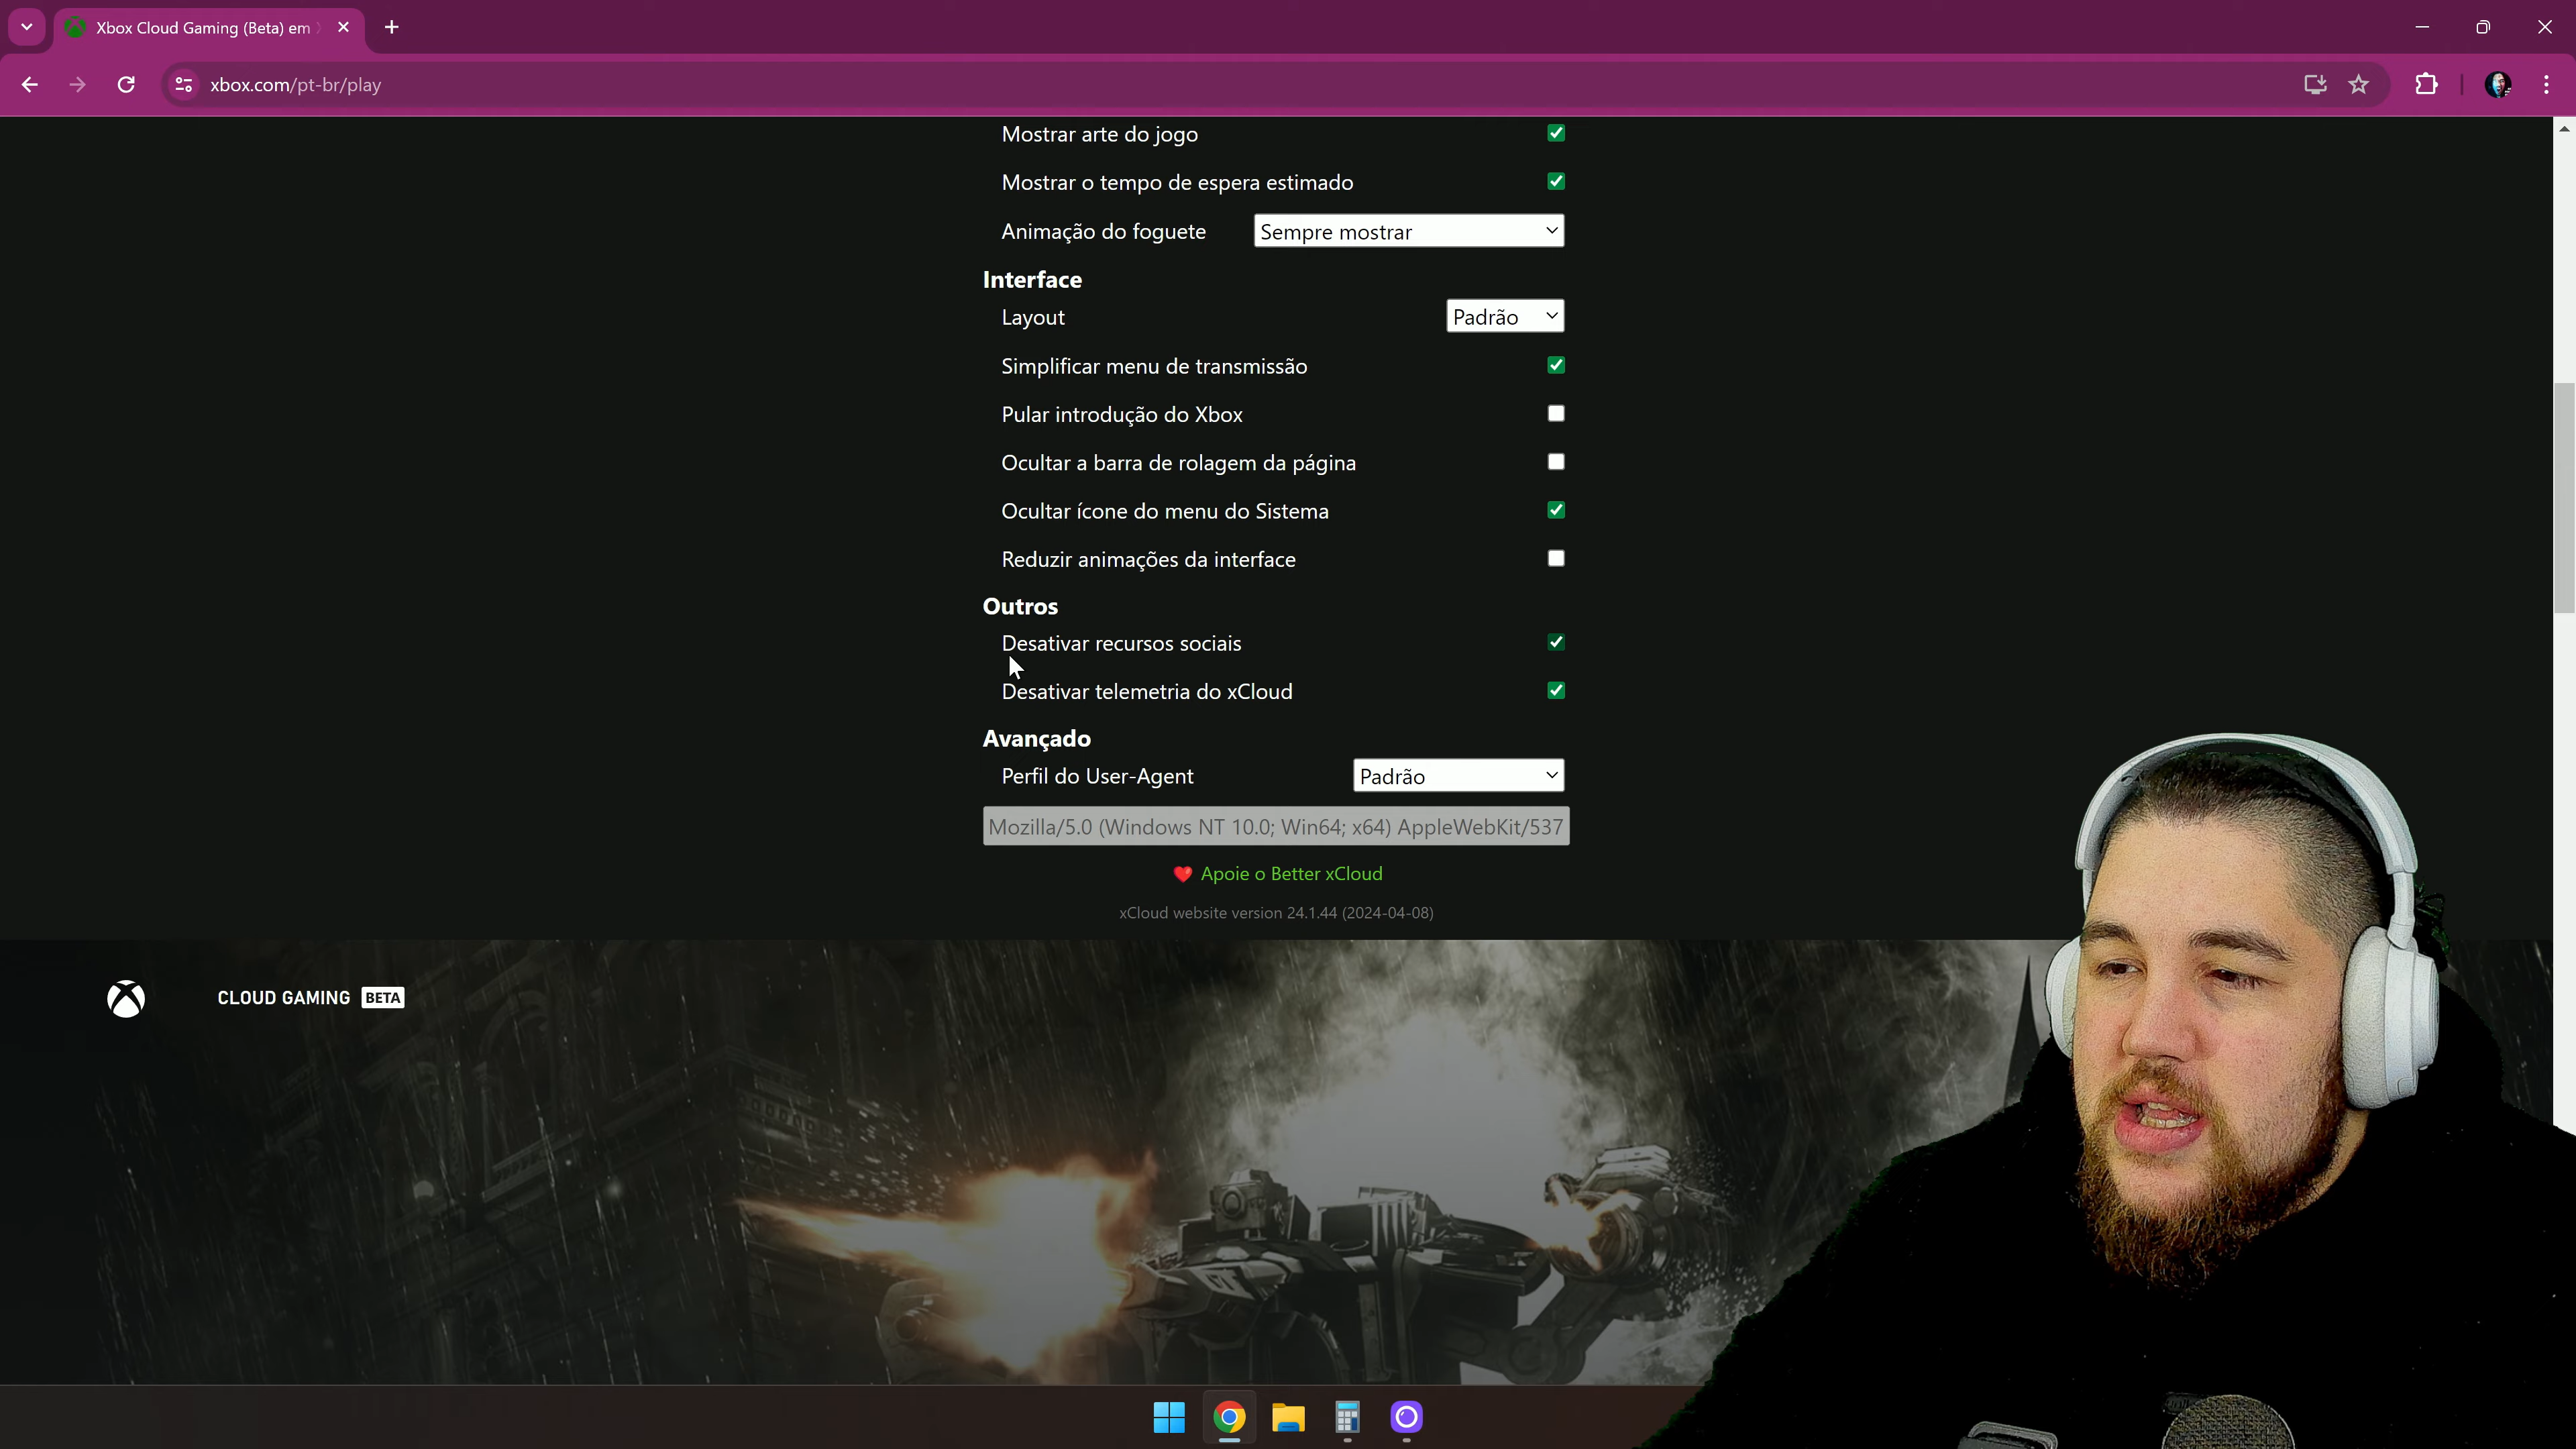 Xbox Cloud Gaming (Beta) em
xbox.com/pt-br/play
Mostrar arte do jogo
Mostrar o tempo de espera estimado
Animação do foguete Sempre mostrar
Interface
Layout Padrão
Simplificar menu de transmissão
Pular introdução do Xbox
Ocultar a barra de rolagem da página
Ocultar ícone do menu do Sistema
Reduzir animações da interface
Outros
Desativar recursos sociais
Desativar telemetria do xCloud
Avançado
Perfil do User-Agent Padrão
Mozilla/5.0 (Windows NT 10.0; Win64; x64) AppleWebKit/537
❤️ Apoie o Better xCloud
xCloud website version 24.1.44 (2024-04-08)
CLOUD GAMING BETA